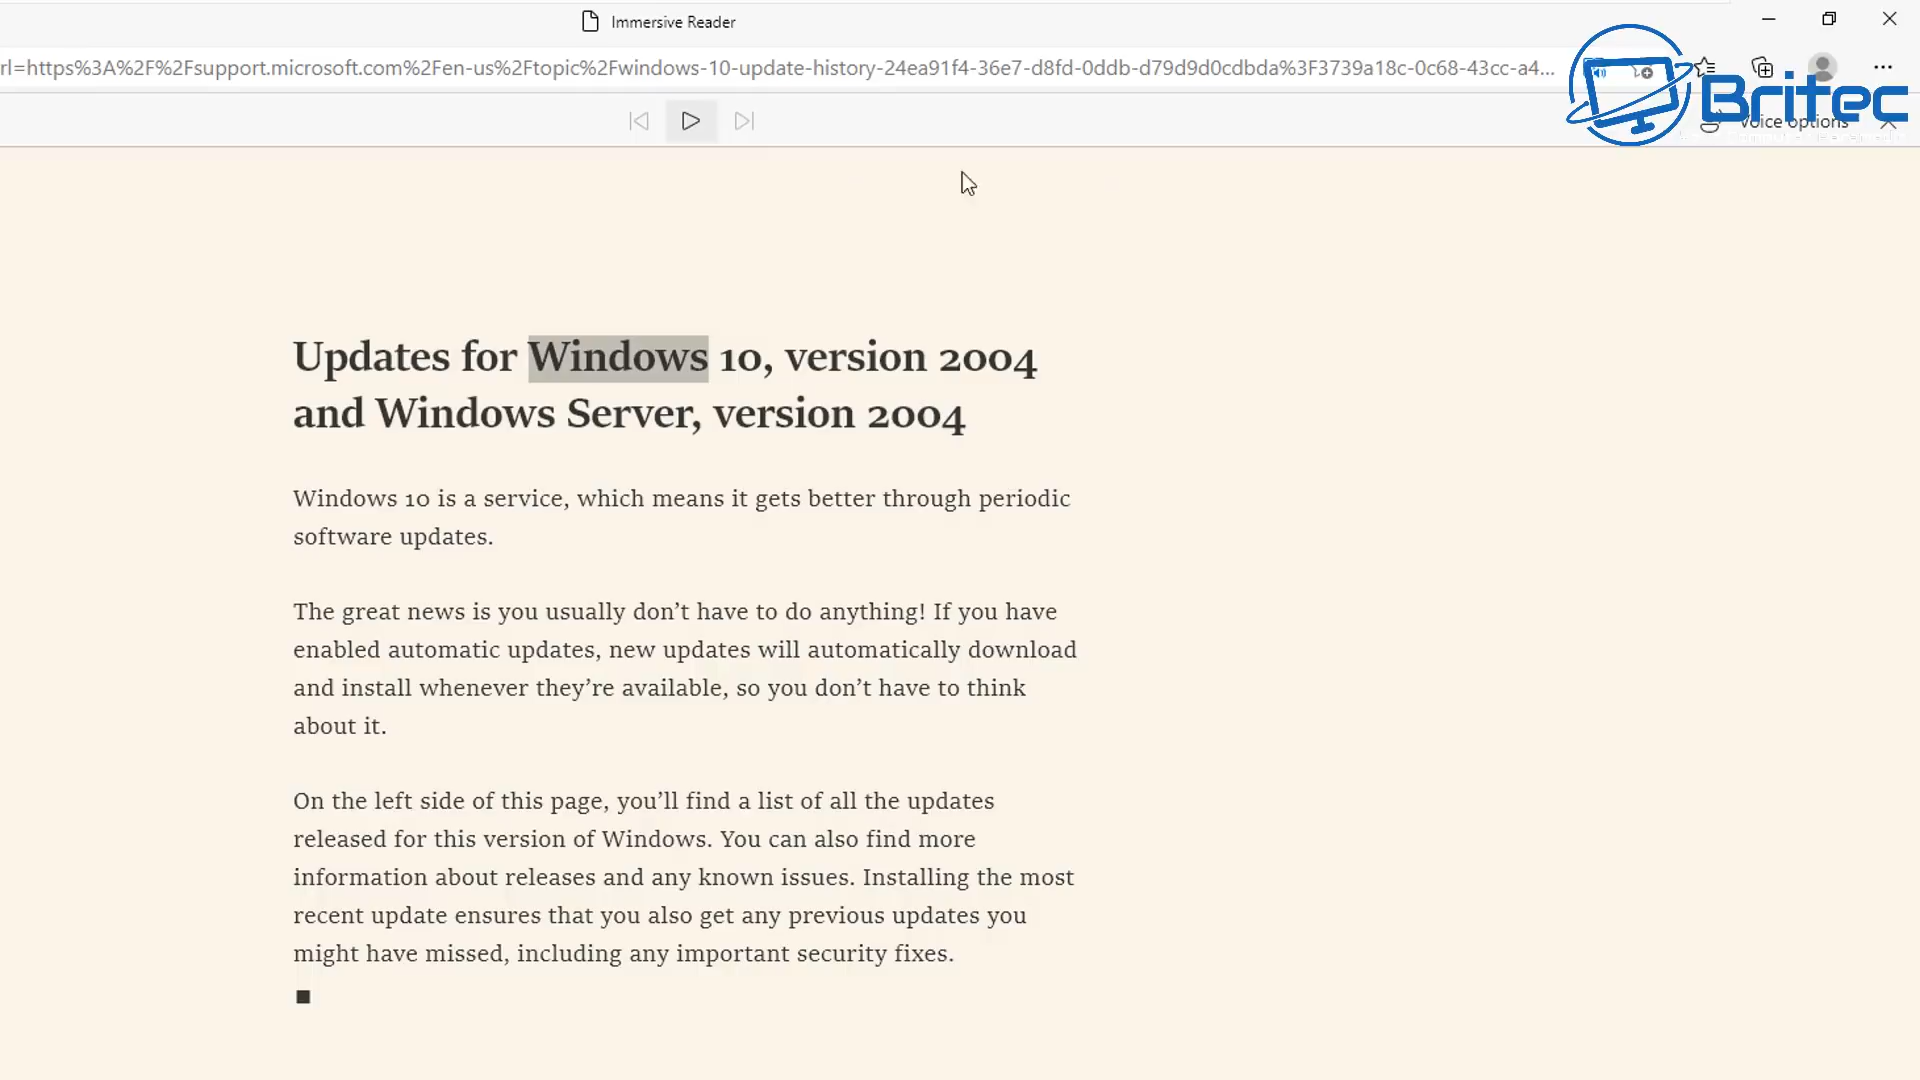 Immersive Reader
rl=https%3A%2F%2Fsupport.microsoft.com%2Fen-us%2Ftopic%2Fwindows-10-update-history-24ea91f4-36e7-d8fd-0ddb-d79d9d0cdbda%3F3739a18c-0c68-43cc-a4...
Britec
Voice options
Updates for Windows 10, version 2004
and Windows Server, version 2004
Windows 10 is a service, which means it gets better through periodic
software updates.
The great news is you usually don’t have to do anything! If you have
enabled automatic updates, new updates will automatically download
and install whenever they’re available, so you don’t have to think
about it.
On the left side of this page, you’ll find a list of all the updates
released for this version of Windows. You can also find more
information about releases and any known issues. Installing the most
recent update ensures that you also get any previous updates you
might have missed, including any important security fixes.